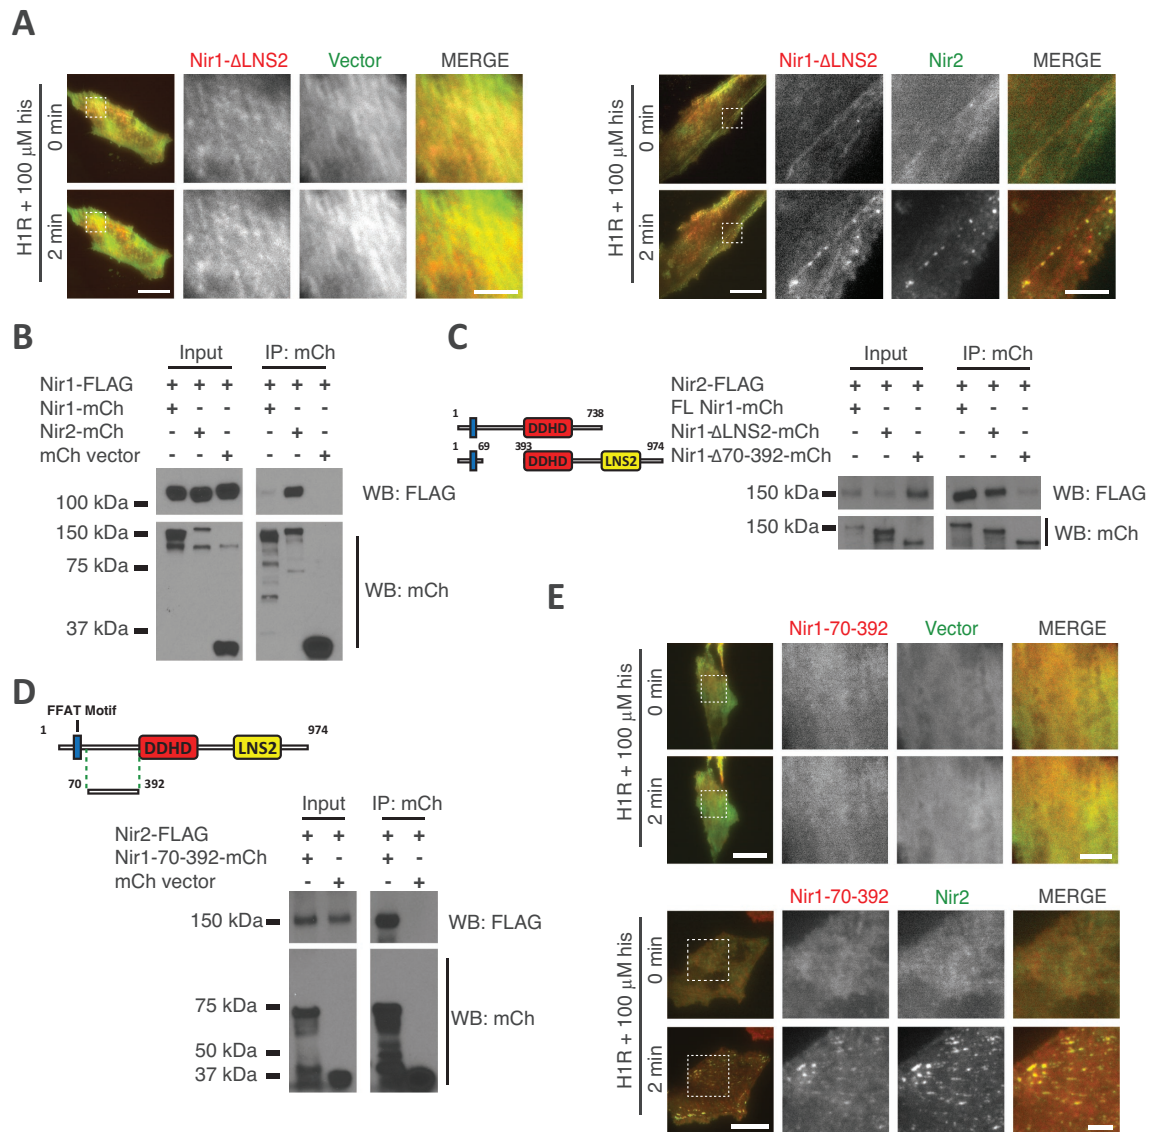 A
Nir1-ΔLNS2 Vector MERGE
H1R + 100 μM his
0 min
2 min
Nir1-ΔLNS2 Nir2 MERGE
H1R + 100 μM his
0 min
2 min
B
Input IP: mCh
Nir1-FLAG + + + + + +
Nir1-mCh + - - + - -
Nir2-mCh - + - - + -
mCh vector - - + - - +
100 kDa
WB: FLAG
150 kDa
75 kDa
37 kDa
WB: mCh
C
1 738
DDHD
1 69 393 974
DDHD LNS2
Input IP: mCh
Nir2-FLAG + + + + + +
FL Nir1-mCh + - - + - -
Nir1-ΔLNS2-mCh - + - - + -
Nir1-Δ70-392-mCh - - + - - +
150 kDa
WB: FLAG
150 kDa
WB: mCh
D
FFAT Motif
1 974
DDHD LNS2
70 392
Input IP: mCh
Nir2-FLAG + + + +
Nir1-70-392-mCh + - + -
mCh vector - + - +
150 kDa
WB: FLAG
75 kDa
50 kDa
37 kDa
WB: mCh
E
Nir1-70-392 Vector MERGE
H1R + 100 μM his
0 min
2 min
Nir1-70-392 Nir2 MERGE
H1R + 100 μM his
0 min
2 min